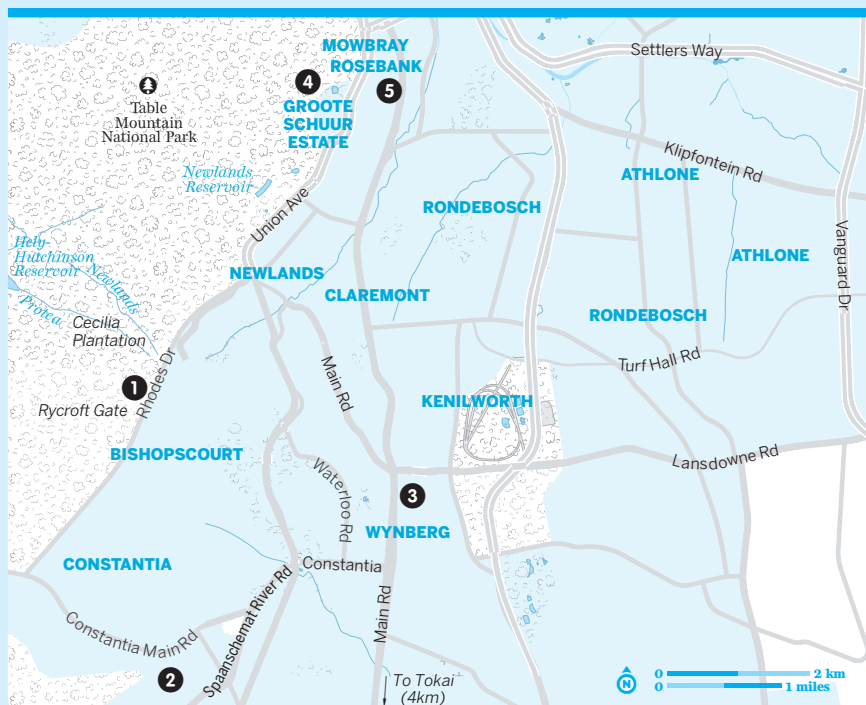 MOWBRAY
Settlers Way
ROSEBANK
4
5
Table
Mountain
National Park
GROOTE
SCHUUR
ESTATE
Klipfontein Rd
ATHLONE
Newlands
Reservoir
Union Ave
RONDEBOSCH
Vanguard Dr
Hely-
Hutchinson
Reservoir
Newlands
ATHLONE
NEWLANDS
CLAREMONT
Protea
RONDEBOSCH
Cecilia
Plantation
Turf Hall Rd
Main Rd
1
Rhodes Dr
Rycroft Gate
KENILWORTH
BISHOPSCOURT
Lansdowne Rd
Waterloo Rd
3
WYNBERG
CONSTANTIA
Constantia
Main Rd
Constantia Main Rd
Spaanschemat River Rd
2
To Tokai
(4km)
N
0 2 km
0 1 miles